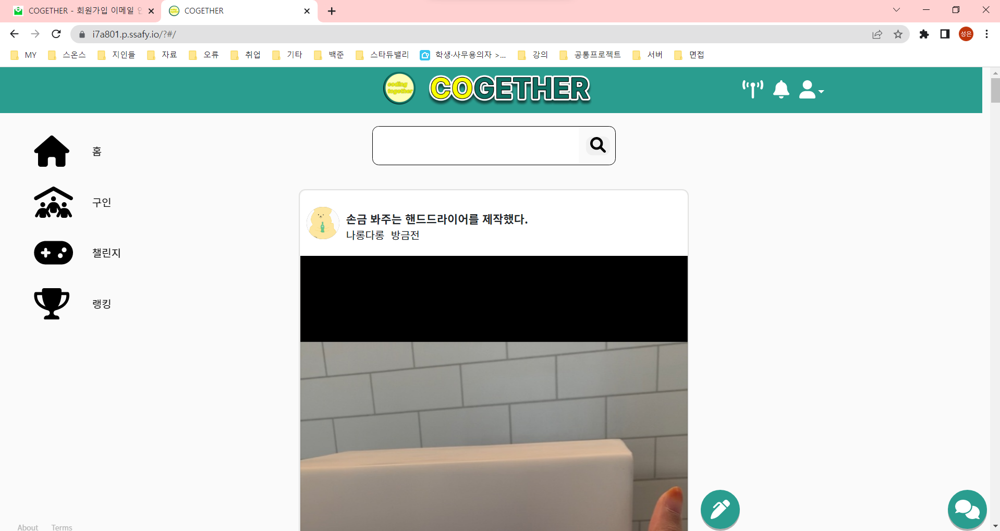 COGETHER - 회원가입 이메일
COGETHER
i7a801.p.ssafy.io/?#/
성은
MY
스온스
지인들
자료
오류
취업
기타
백준
스타듀밸리
학생·사무용의자 >...
강의
공통프로젝트
서버
면접
coding
together
COGETHER
홈
구인
챌린지
랭킹
손금 봐주는 핸드드라이어를 제작했다.
나롱다롱 방금전
About Terms